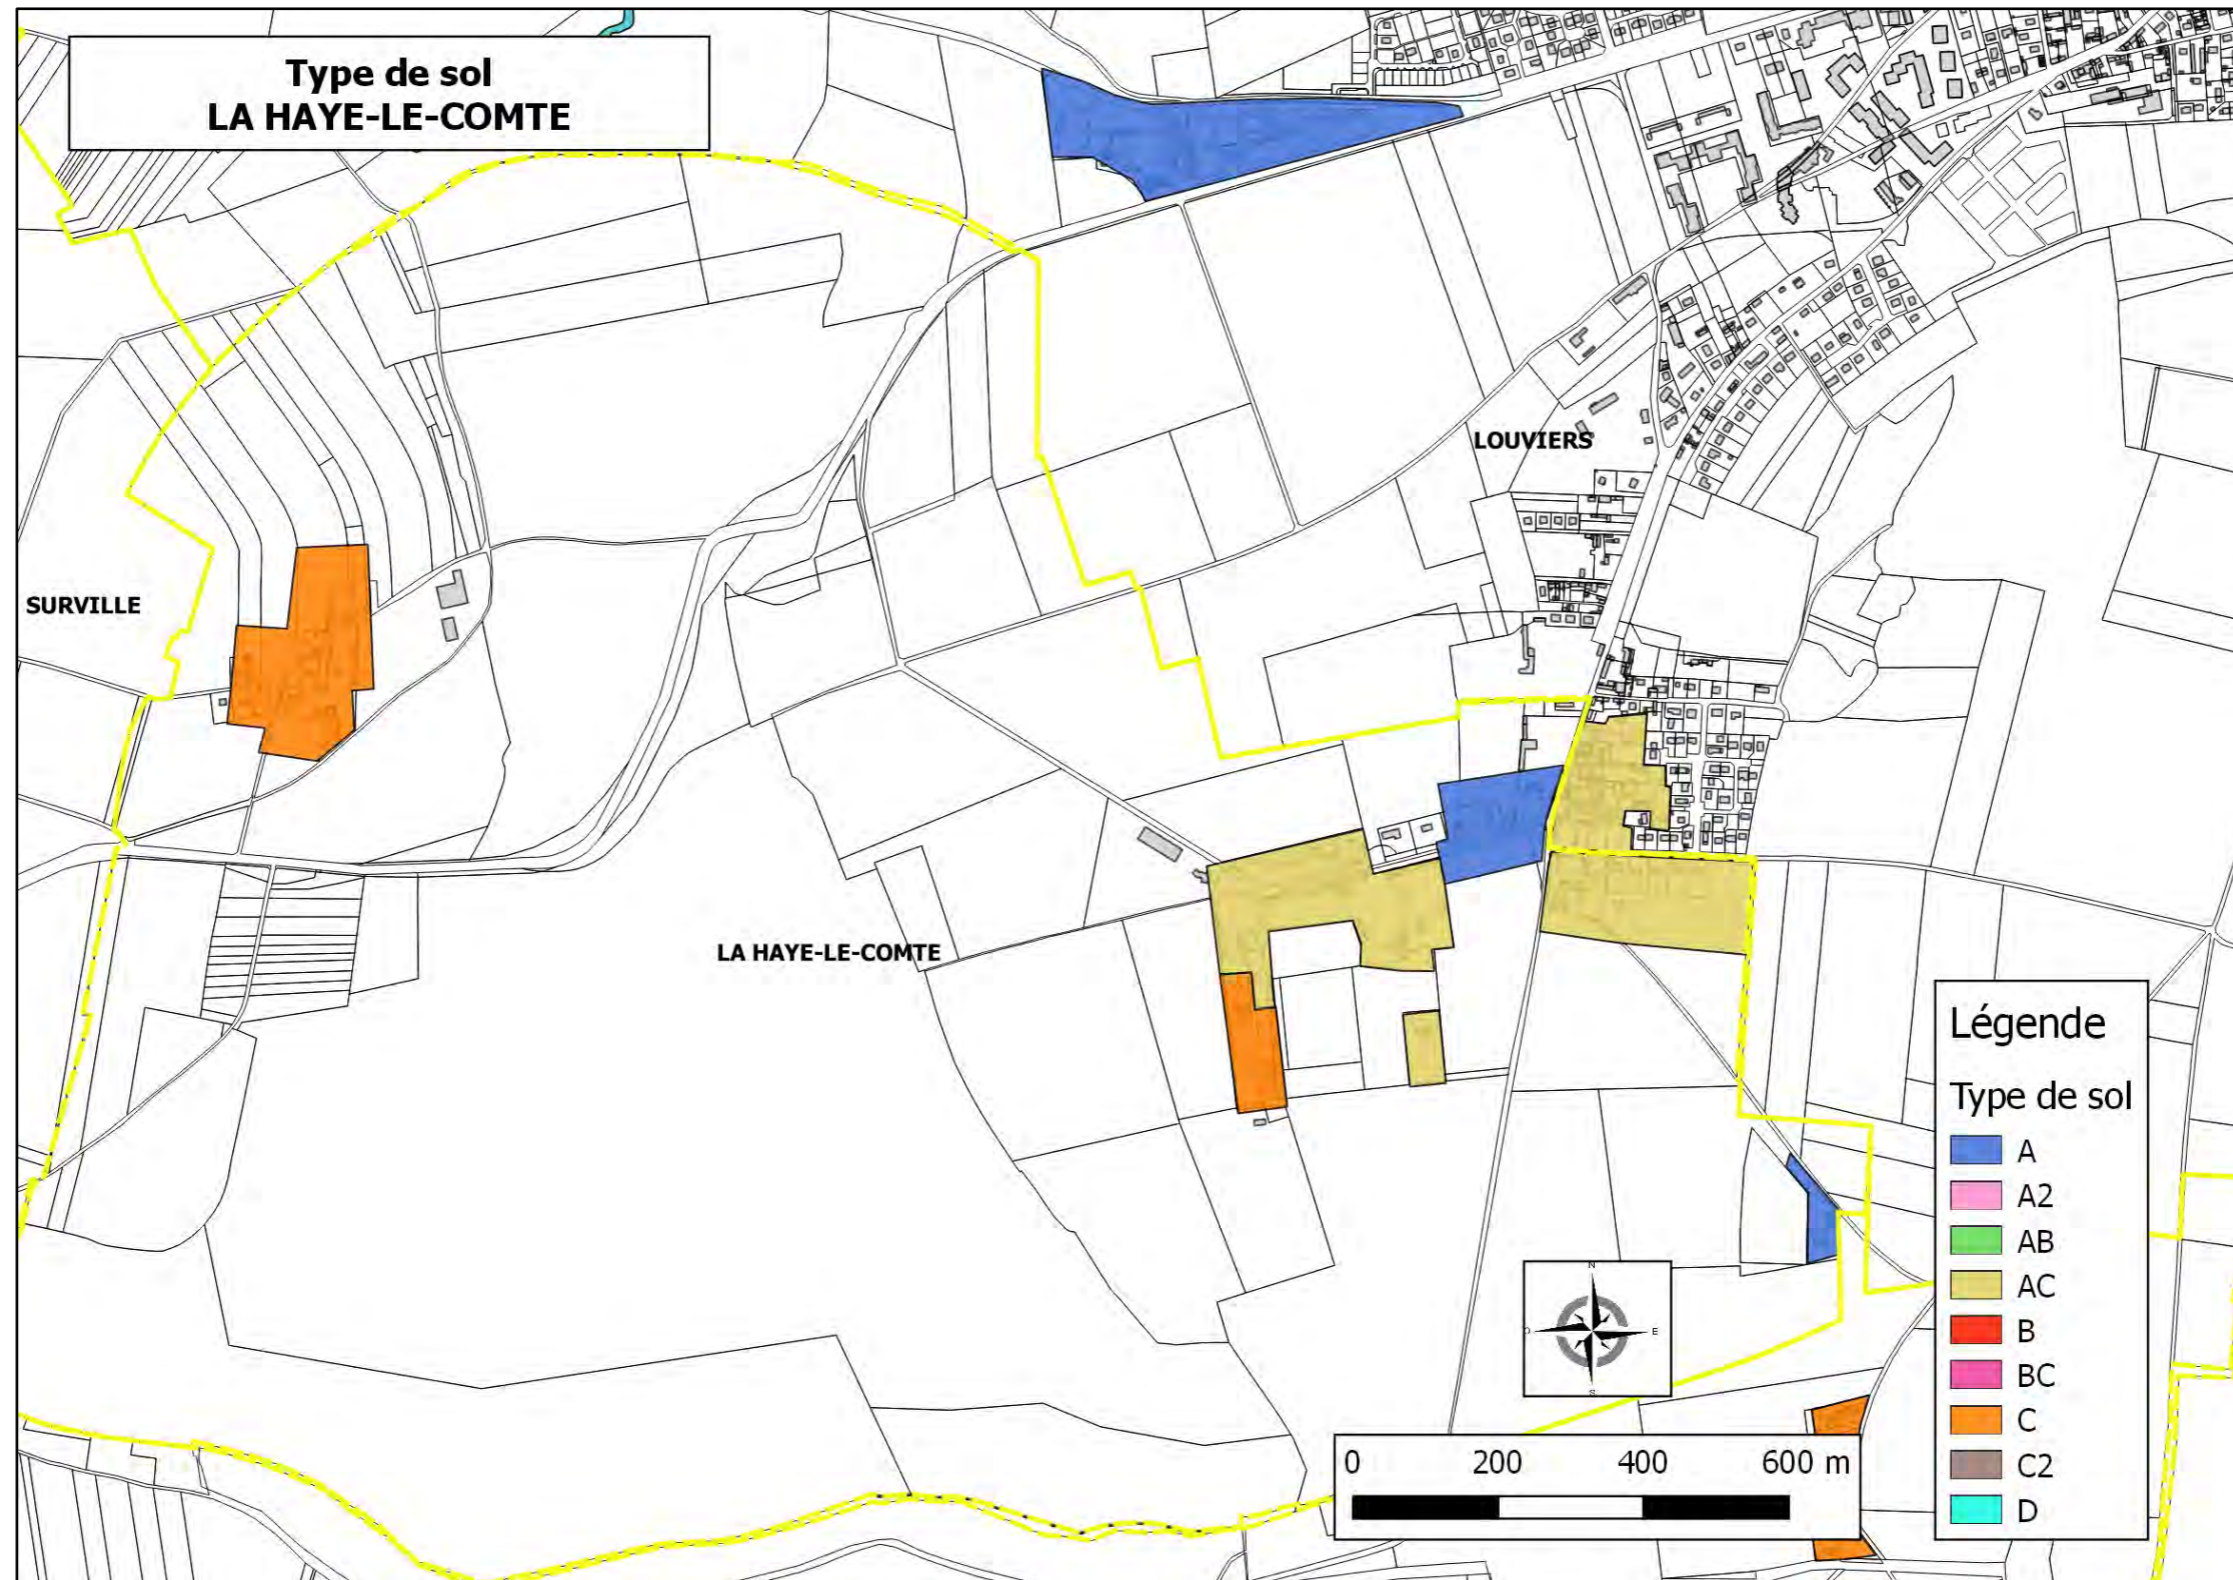 Type de sol
LA HAYE-LE-COMTE
LOUVIERS
SURVILLE
LA HAYE-LE-COMTE
Légende
Type de sol
A
A2
AB
AC
B
BC
C
C2
D
N
O
E
S
0 200 400 600 m